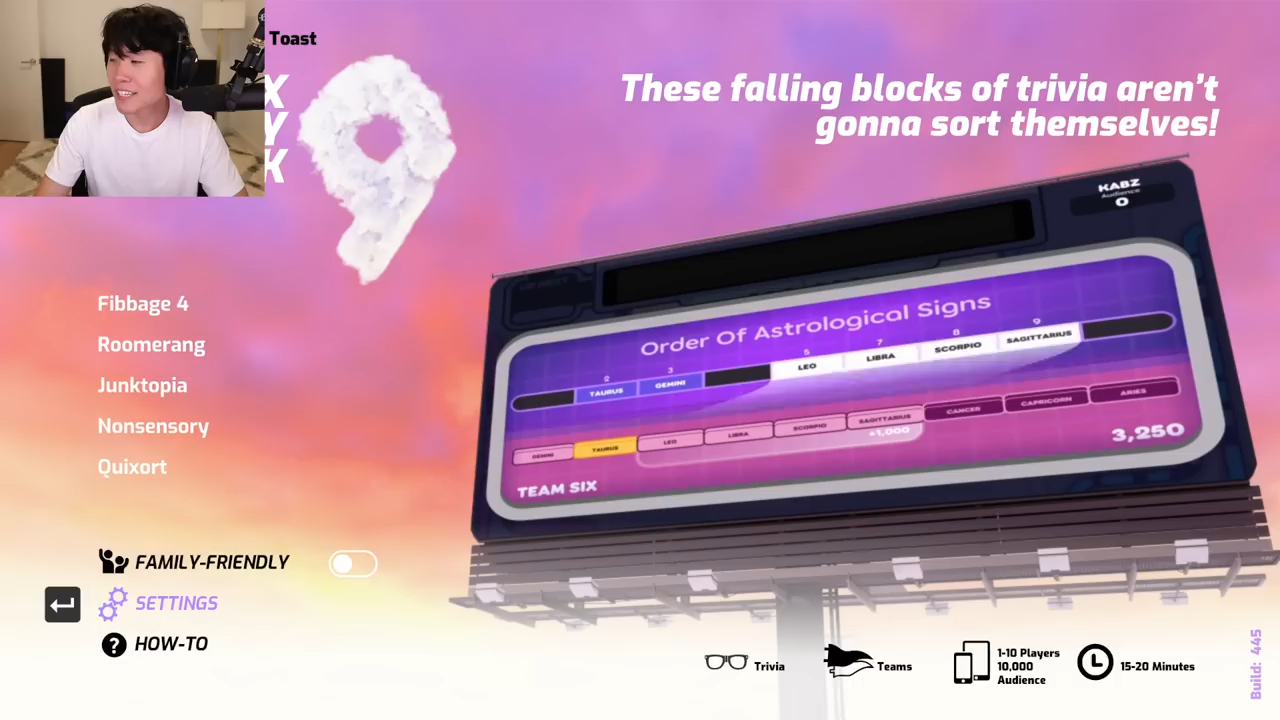 Toast
X
Y
K
These falling blocks of trivia aren't
gonna sort themselves!
KABZ
Audience
0
Order Of Astrological Signs
2 3 5 7 8 9
TAURUS GEMINI LEO LIBRA SCORPIO SAGITTARIUS
GEMINI TAURUS LEO LIBRA SCORPIO SAGITTARIUS CANCER CAPRICORN ARIES
+1,000
3,250
TEAM SIX
Fibbage 4
Roomerang
Junktopia
Nonsensory
Quixort
FAMILY-FRIENDLY
SETTINGS
HOW-TO
Trivia
Teams
1-10 Players
10,000
Audience
15-20 Minutes
Build: 445